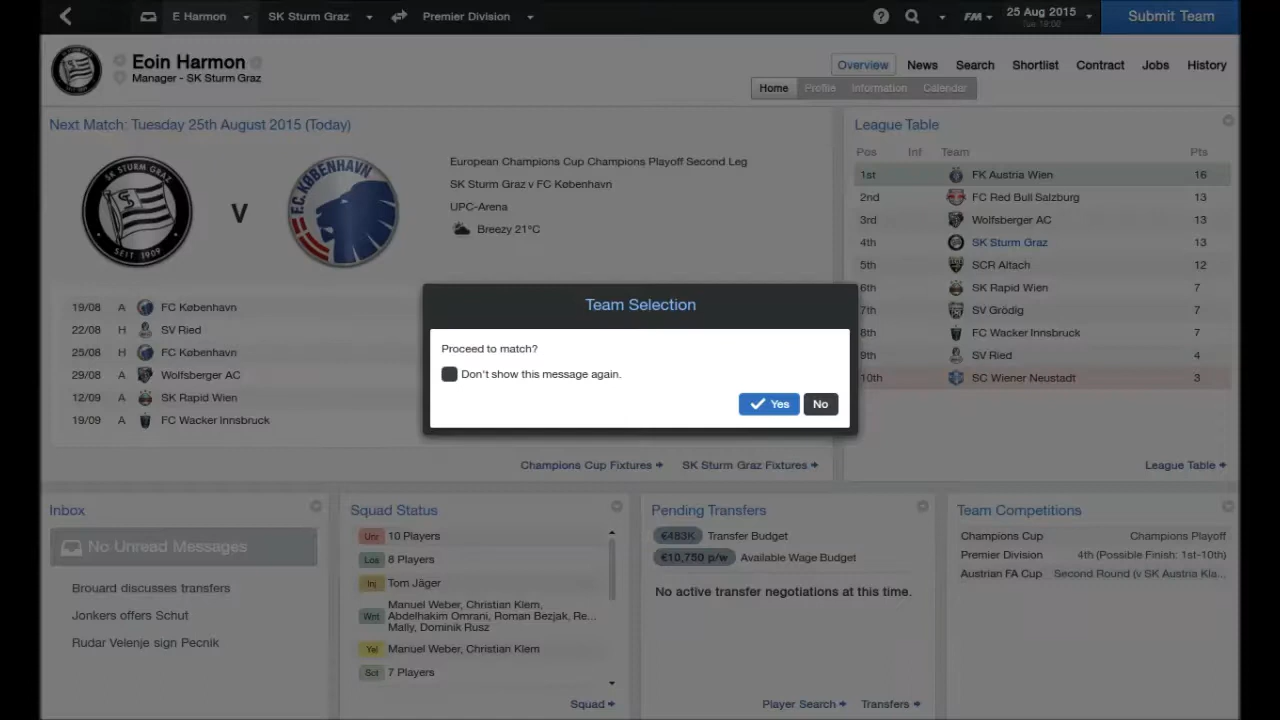 E Harmon
SK Sturm Graz
Premier Division
FM
25 Aug 2015
Tue 19:00
Submit Team
Eoin Harmon
Manager - SK Sturm Graz
Overview News Search Shortlist Contract Jobs History
Home Profile Information Calendar
Next Match: Tuesday 25th August 2015 (Today)
SK STURM GRAZ
SEIT 1909
V
F.C. KØBENHAVN
European Champions Cup Champions Playoff Second Leg
SK Sturm Graz v FC København
UPC-Arena
Breezy 21°C
19/08 A FC København
22/08 H SV Ried
25/08 H FC København
29/08 A Wolfsberger AC
12/09 A SK Rapid Wien
19/09 A FC Wacker Innsbruck
Champions Cup Fixtures
SK Sturm Graz Fixtures
League Table
Pos Inf Team Pts
1st FK Austria Wien 16
2nd FC Red Bull Salzburg 13
3rd Wolfsberger AC 13
4th SK Sturm Graz 13
5th SCR Altach 12
6th SK Rapid Wien 7
7th SV Grödig 7
8th FC Wacker Innsbruck 7
9th SV Ried 4
10th SC Wiener Neustadt 3
League Table
Team Selection
Proceed to match?
Don't show this message again.
Yes
No
Inbox
No Unread Messages
Brouard discusses transfers
Jonkers offers Schut
Rudar Velenje sign Pecnik
Squad Status
Unr 10 Players
Loa 8 Players
Inj Tom Jäger
Wnt Manuel Weber, Christian Klem,
Abdelhakim Omrani, Roman Bezjak, Re...
Mally, Dominik Rusz
Yel Manuel Weber, Christian Klem
Sct 7 Players
Squad
Pending Transfers
€483K Transfer Budget
€10,750 p/w Available Wage Budget
No active transfer negotiations at this time.
Player Search
Transfers
Team Competitions
Champions Cup Champions Playoff
Premier Division 4th (Possible Finish: 1st-10th)
Austrian FA Cup Second Round (v SK Austria Kla...